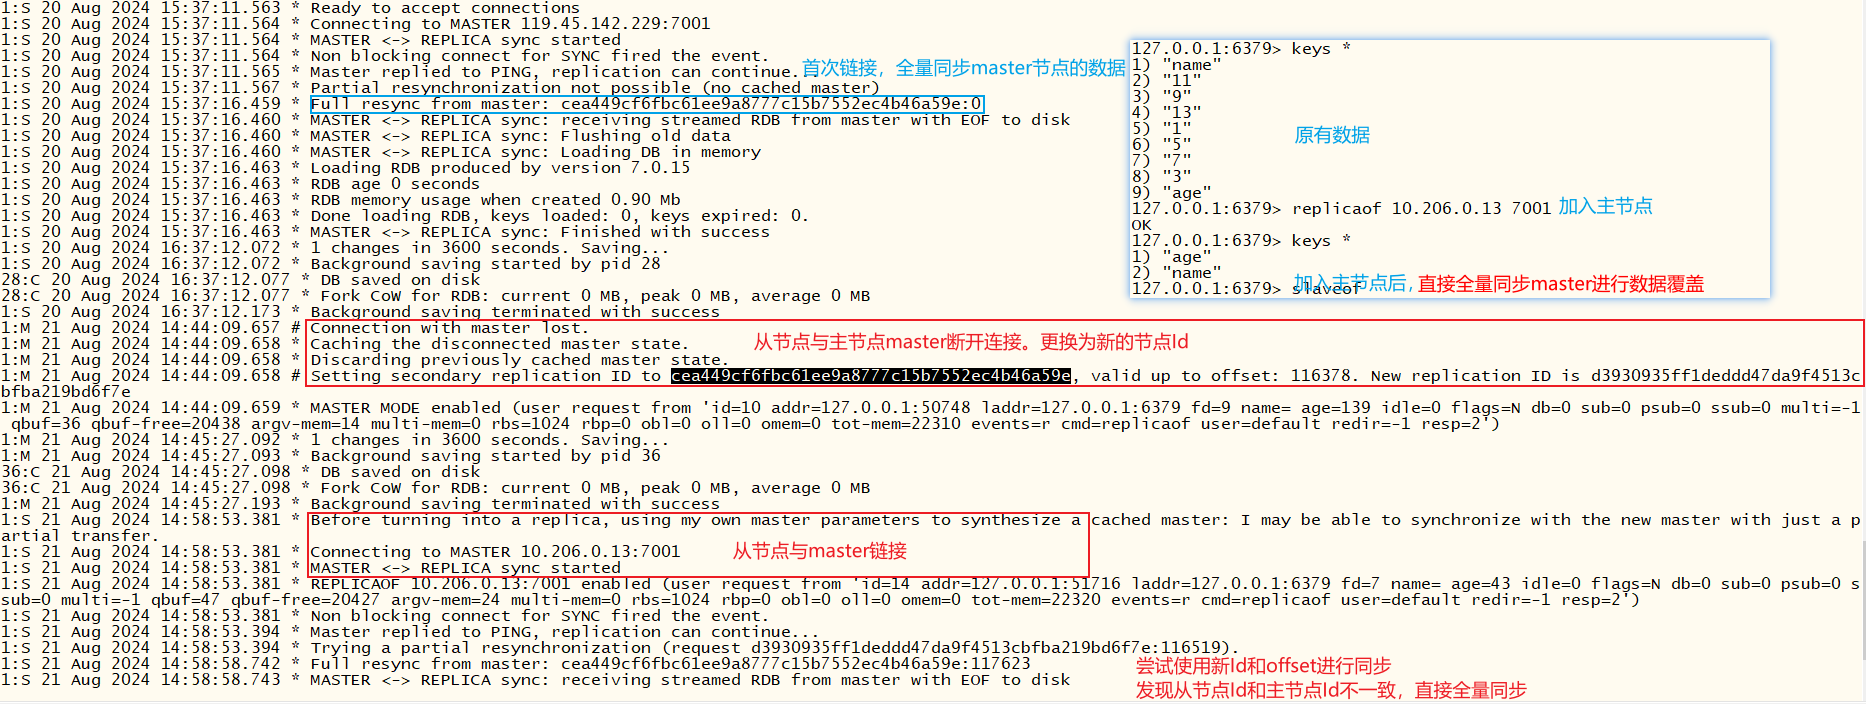 1:S 20 Aug 2024 15:37:11.563 * Ready to accept connections
1:S 20 Aug 2024 15:37:11.564 * Connecting to MASTER 119.45.142.229:7001
1:S 20 Aug 2024 15:37:11.564 * MASTER <-> REPLICA sync started
1:S 20 Aug 2024 15:37:11.564 * Non blocking connect for SYNC fired the event.
1:S 20 Aug 2024 15:37:11.565 * Master replied to PING, replication can continue...
首次链接，全量同步master节点的数据
1:S 20 Aug 2024 15:37:11.567 * Partial resynchronization not possible (no cached master)
1:S 20 Aug 2024 15:37:16.459 * Full resync from master: cea449cf6fbc61ee9a8777c15b7552ec4b46a59e:0
1:S 20 Aug 2024 15:37:16.460 * MASTER <-> REPLICA sync: receiving streamed RDB from master with EOF to disk
1:S 20 Aug 2024 15:37:16.460 * MASTER <-> REPLICA sync: Flushing old data
1:S 20 Aug 2024 15:37:16.460 * MASTER <-> REPLICA sync: Loading DB in memory
1:S 20 Aug 2024 15:37:16.463 * Loading RDB produced by version 7.0.15
1:S 20 Aug 2024 15:37:16.463 * RDB age 0 seconds
1:S 20 Aug 2024 15:37:16.463 * RDB memory usage when created 0.90 Mb
1:S 20 Aug 2024 15:37:16.463 * Done loading RDB, keys loaded: 0, keys expired: 0.
1:S 20 Aug 2024 15:37:16.463 * MASTER <-> REPLICA sync: Finished with success
1:S 20 Aug 2024 16:37:12.072 * 1 changes in 3600 seconds. Saving...
1:S 20 Aug 2024 16:37:12.072 * Background saving started by pid 28
28:C 20 Aug 2024 16:37:12.077 * DB saved on disk
28:C 20 Aug 2024 16:37:12.077 * Fork CoW for RDB: current 0 MB, peak 0 MB, average 0 MB
1:S 20 Aug 2024 16:37:12.173 * Background saving terminated with success
127.0.0.1:6379> keys *
1) "name"
2) "11"
3) "9"
4) "13"
5) "1"
6) "5"
7) "7"
8) "3"
9) "age"
原有数据
127.0.0.1:6379> replicaof 10.206.0.13 7001 加入主节点
OK
127.0.0.1:6379> keys *
1) "age"
2) "name"
加入主节点后，直接全量同步master进行数据覆盖
127.0.0.1:6379> slaveof
1:M 21 Aug 2024 14:44:09.657 # Connection with master lost.
1:M 21 Aug 2024 14:44:09.658 * Caching the disconnected master state.
从节点与主节点master断开连接。更换为新的节点Id
1:M 21 Aug 2024 14:44:09.658 * Discarding previously cached master state.
1:M 21 Aug 2024 14:44:09.658 # Setting secondary replication ID to cea449cf6fbc61ee9a8777c15b7552ec4b46a59e, valid up to offset: 116378. New replication ID is d3930935ff1deddd47da9f4513c
bfba219bd6f7e
1:M 21 Aug 2024 14:44:09.659 * MASTER MODE enabled (user request from 'id=10 addr=127.0.0.1:50748 laddr=127.0.0.1:6379 fd=9 name= age=139 idle=0 flags=N db=0 sub=0 psub=0 ssub=0 multi=-1
qbuf=36 qbuf-free=20438 argv-mem=14 multi-mem=0 rbs=1024 rbp=0 obl=0 oll=0 omem=0 tot-mem=22310 events=r cmd=replicaof user=default redir=-1 resp=2')
1:M 21 Aug 2024 14:45:27.092 * 1 changes in 3600 seconds. Saving...
1:M 21 Aug 2024 14:45:27.093 * Background saving started by pid 36
36:C 21 Aug 2024 14:45:27.098 * DB saved on disk
36:C 21 Aug 2024 14:45:27.098 * Fork CoW for RDB: current 0 MB, peak 0 MB, average 0 MB
1:M 21 Aug 2024 14:45:27.193 * Background saving terminated with success
1:S 21 Aug 2024 14:58:53.381 * Before turning into a replica, using my own master parameters to synthesize a cached master: I may be able to synchronize with the new master with just a p
artial transfer.
1:S 21 Aug 2024 14:58:53.381 * Connecting to MASTER 10.206.0.13:7001
从节点与master链接
1:S 21 Aug 2024 14:58:53.381 * MASTER <-> REPLICA sync started
1:S 21 Aug 2024 14:58:53.381 * REPLICAOF 10.206.0.13:7001 enabled (user request from 'id=14 addr=127.0.0.1:51716 laddr=127.0.0.1:6379 fd=7 name= age=43 idle=0 flags=N db=0 sub=0 psub=0 s
sub=0 multi=-1 qbuf=47 qbuf-free=20427 argv-mem=24 multi-mem=0 rbs=1024 rbp=0 obl=0 oll=0 omem=0 tot-mem=22320 events=r cmd=replicaof user=default redir=-1 resp=2')
1:S 21 Aug 2024 14:58:53.381 * Non blocking connect for SYNC fired the event.
1:S 21 Aug 2024 14:58:53.394 * Master replied to PING, replication can continue...
1:S 21 Aug 2024 14:58:53.394 * Trying a partial resynchronization (request d3930935ff1deddd47da9f4513cbfba219bd6f7e:116519).
1:S 21 Aug 2024 14:58:58.742 * Full resync from master: cea449cf6fbc61ee9a8777c15b7552ec4b46a59e:117623
1:S 21 Aug 2024 14:58:58.743 * MASTER <-> REPLICA sync: receiving streamed RDB from master with EOF to disk
尝试使用新Id和offset进行同步
发现从节点Id和主节点Id不一致，直接全量同步